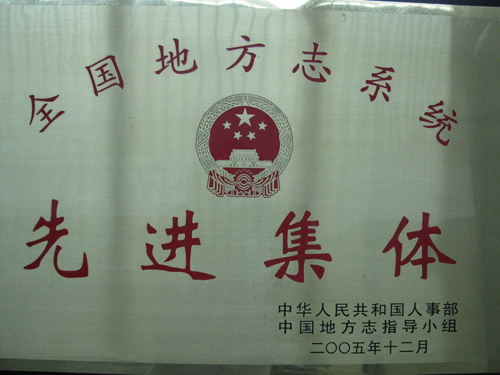 全国地方志系统
先进集体
中华人民共和国人事部
中国地方志指导小组
二〇〇五年十二月